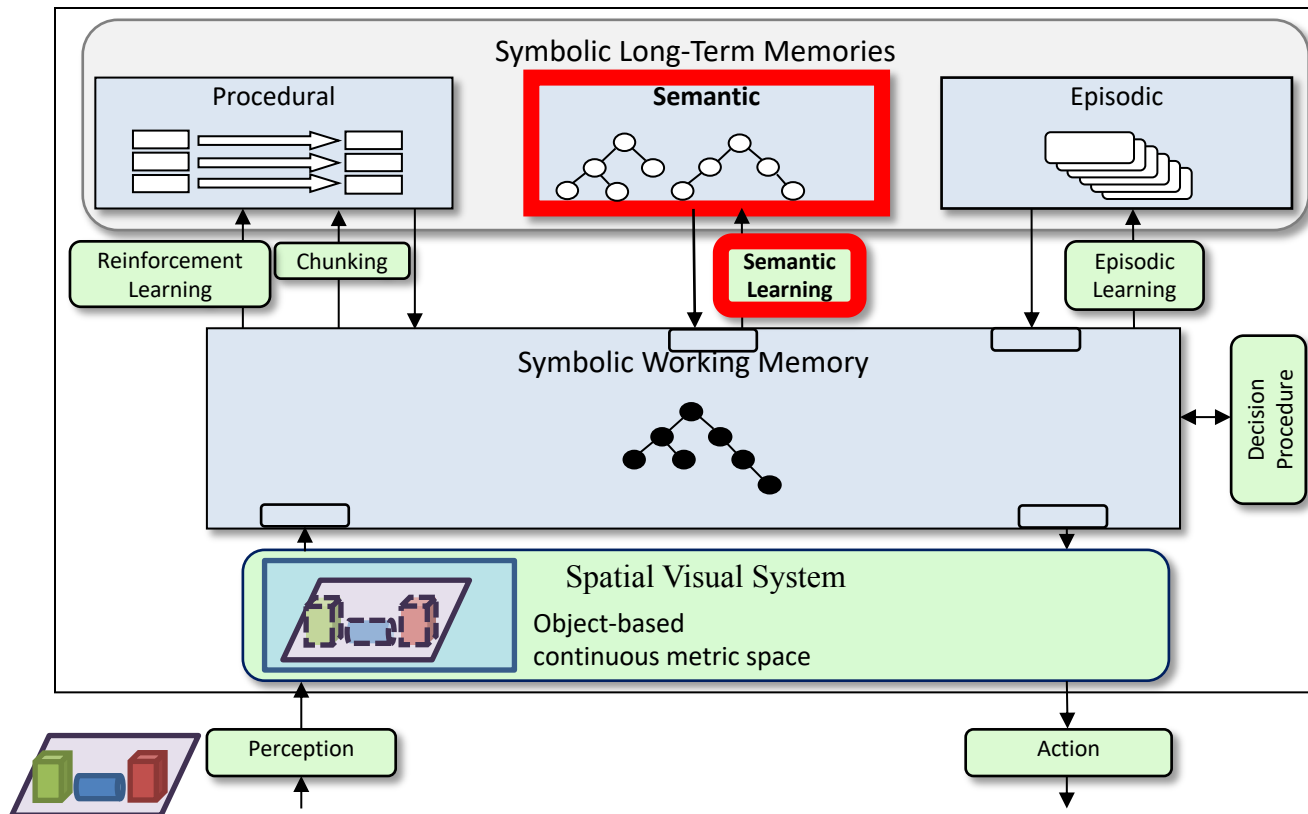 Symbolic Long-Term Memories
Procedural
Semantic
Episodic
Reinforcement
Learning
Chunking
Semantic
Learning
Episodic
Learning
Symbolic Working Memory
Decision
Procedure
Spatial Visual System
Object-based
continuous metric space
Perception
Action